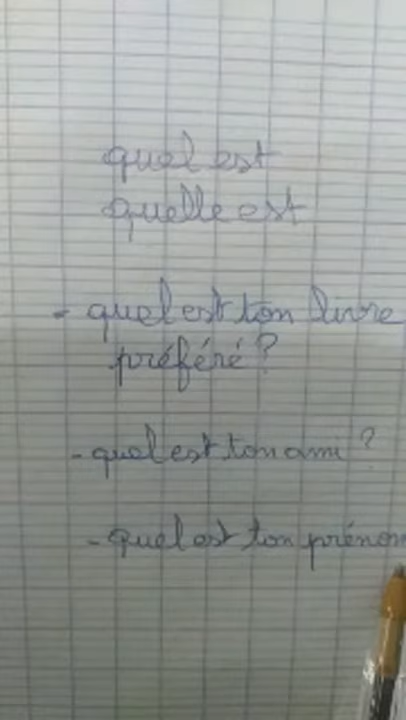 quel est
quelle est
- quel est ton livre
préféré ?
- quel est ton ami ?
- quel est ton prénom